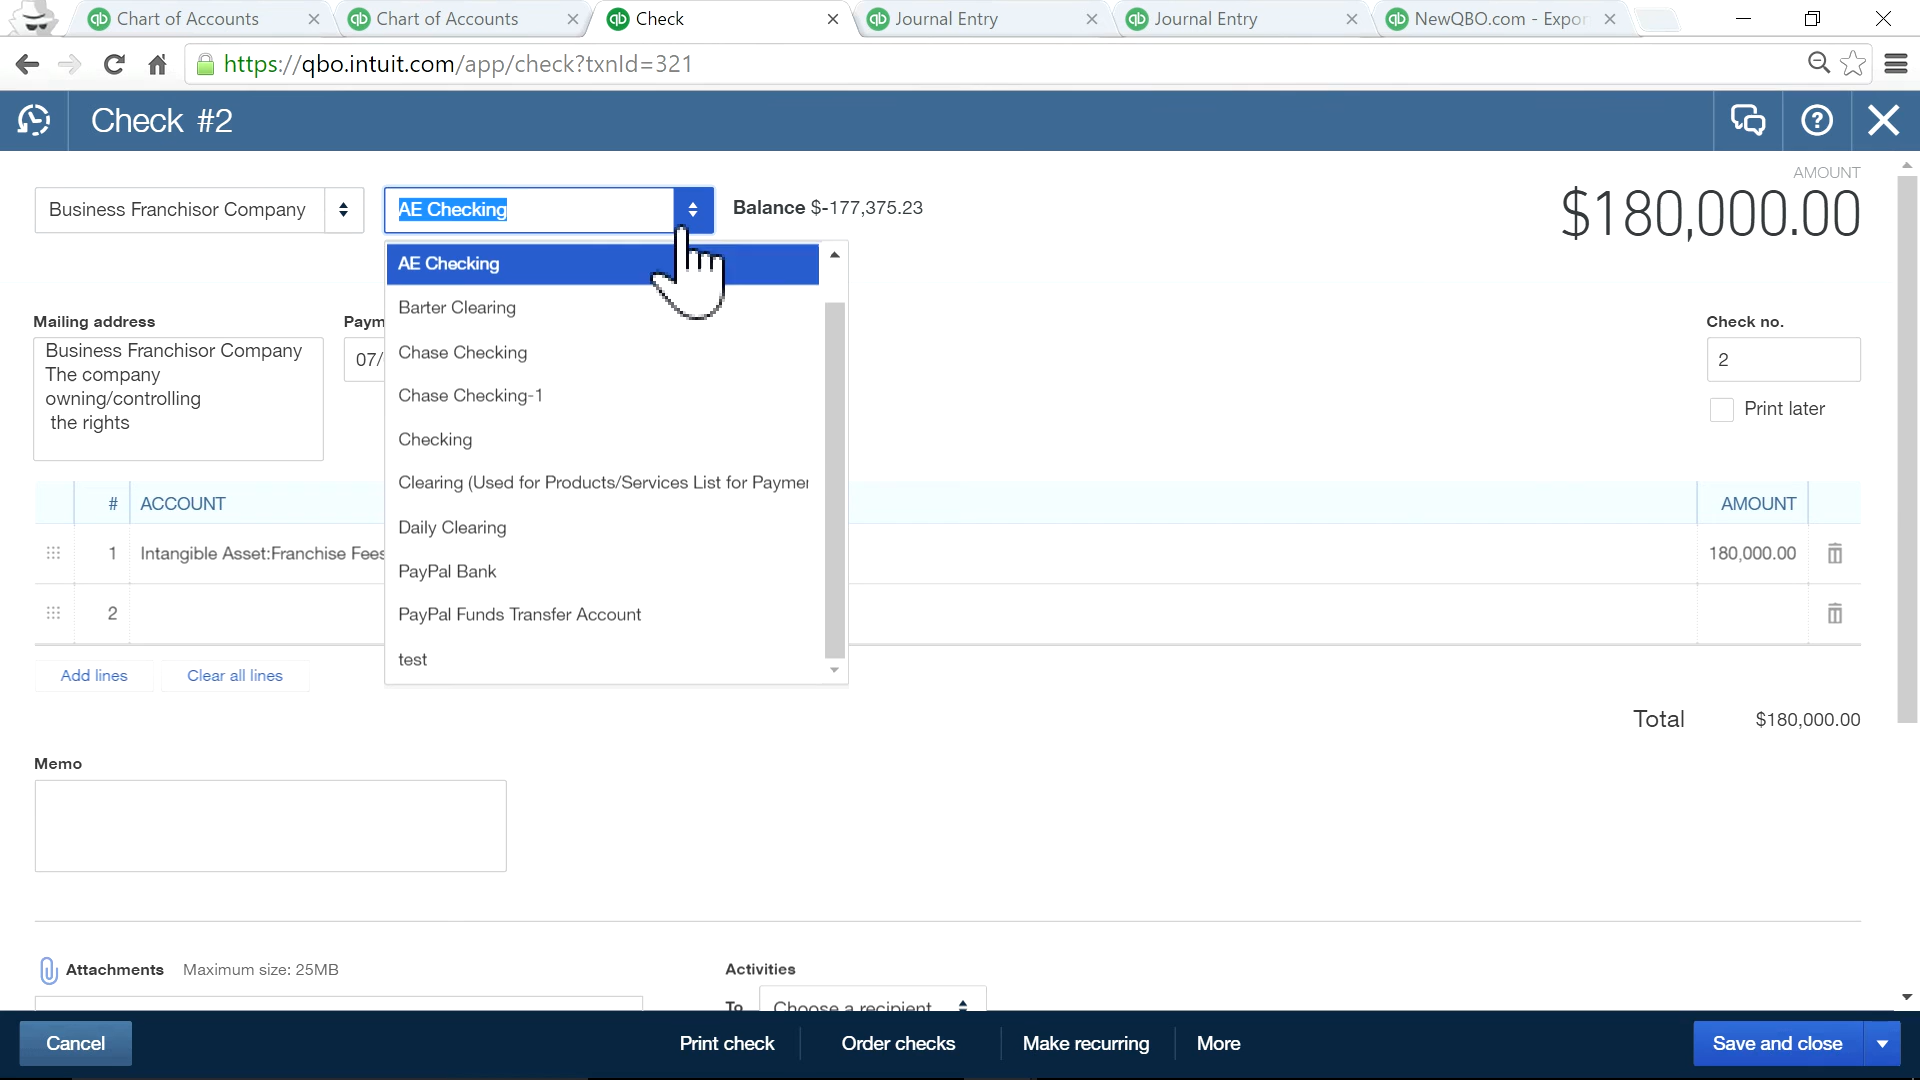 Chart of Accounts
Chart of Accounts
Check
Journal Entry
Journal Entry
NewQBO.com - Expor
https://qbo.intuit.com/app/check?txnId=321
Check #2
Business Franchisor Company
AE Checking
Balance $-177,375.23
AMOUNT
$180,000.00
AE Checking
Barter Clearing
Chase Checking
Chase Checking-1
Checking
Clearing (Used for Products/Services List for Paymer
Daily Clearing
PayPal Bank
PayPal Funds Transfer Account
test
Mailing address
Business Franchisor Company
The company
owning/controlling
the rights
Paym
07/
Check no.
2
Print later
# ACCOUNT AMOUNT
1 Intangible Asset:Franchise Fees 180,000.00
2
Add lines Clear all lines
Total $180,000.00
Memo
Attachments Maximum size: 25MB
Activities
To Choose a recipient
Cancel Print check Order checks Make recurring More Save and close